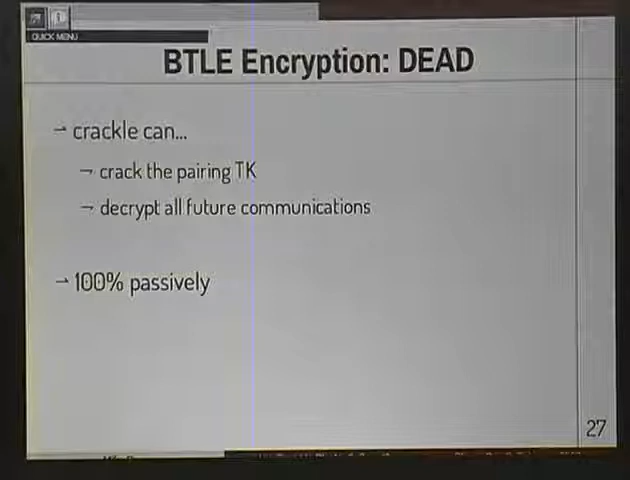 QUICK MENU
BTLE Encryption: DEAD
→ crackle can...
→ crack the pairing TK
→ decrypt all future communications
→ 100% passively
27